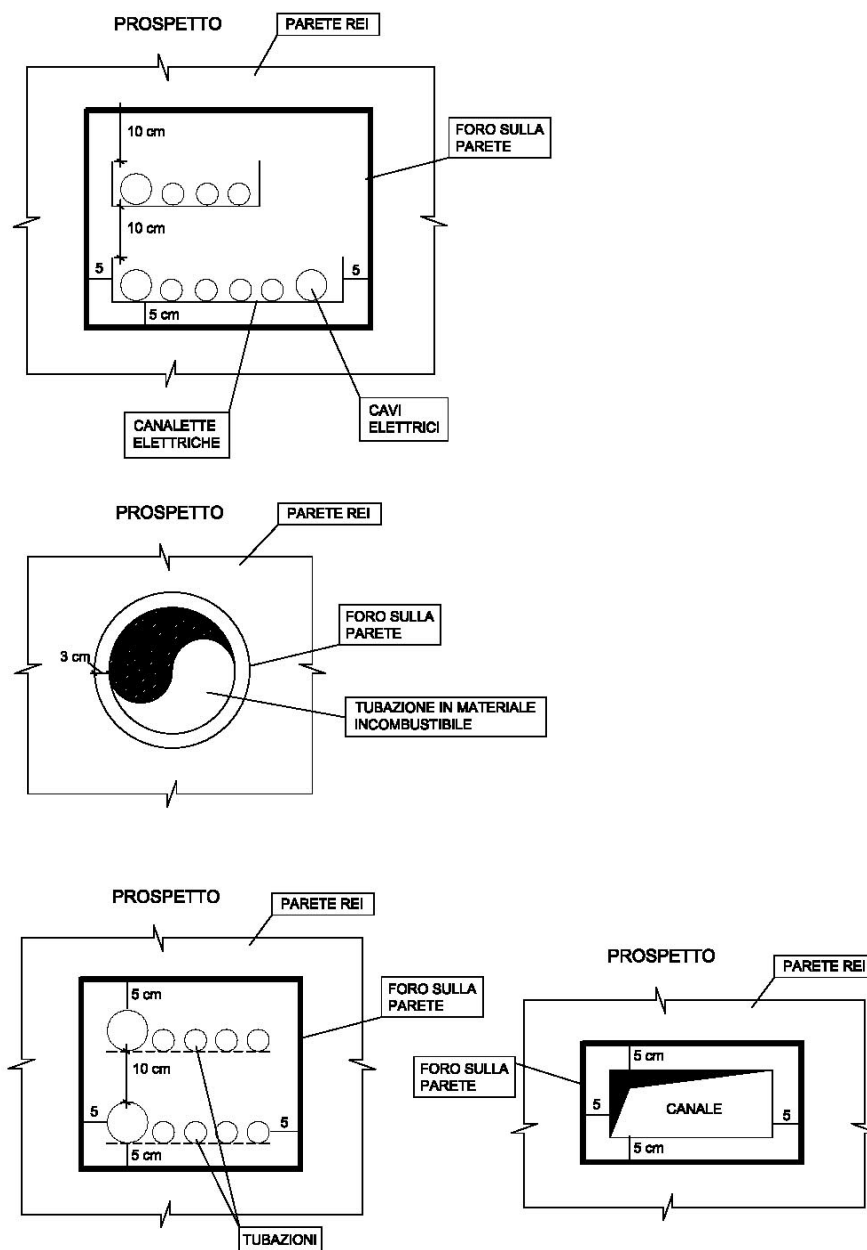 PROSPETTO
PARETE REI
10 cm
FORO SULLA
PARETE
10 cm
5
5
5 cm
CANALETTE
ELETTRICHE
CAVI
ELETTRICI
PROSPETTO
PARETE REI
FORO SULLA
PARETE
3 cm
TUBAZIONE IN MATERIALE
INCOMBUSTIBILE
PROSPETTO
PARETE REI
5 cm
FORO SULLA
PARETE
10 cm
5
5
5 cm
TUBAZIONI
PROSPETTO
PARETE REI
FORO SULLA
PARETE
5 cm
5
CANALE
5
5 cm